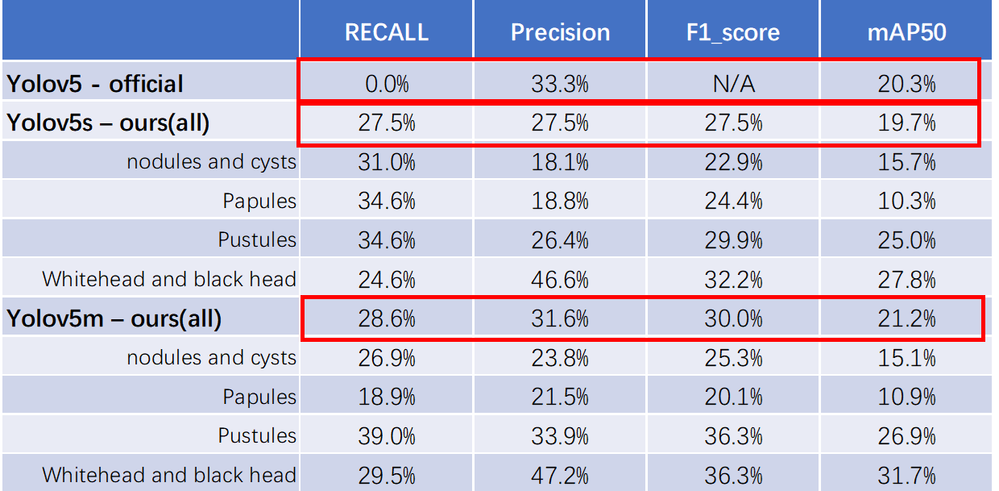 RECALL Precision F1_score mAP50
Yolov5 - official 0.0% 33.3% N/A 20.3%
Yolov5s – ours(all) 27.5% 27.5% 27.5% 19.7%
nodules and cysts 31.0% 18.1% 22.9% 15.7%
Papules 34.6% 18.8% 24.4% 10.3%
Pustules 34.6% 26.4% 29.9% 25.0%
Whitehead and black head 24.6% 46.6% 32.2% 27.8%
Yolov5m – ours(all) 28.6% 31.6% 30.0% 21.2%
nodules and cysts 26.9% 23.8% 25.3% 15.1%
Papules 18.9% 21.5% 20.1% 10.9%
Pustules 39.0% 33.9% 36.3% 26.9%
Whitehead and black head 29.5% 47.2% 36.3% 31.7%